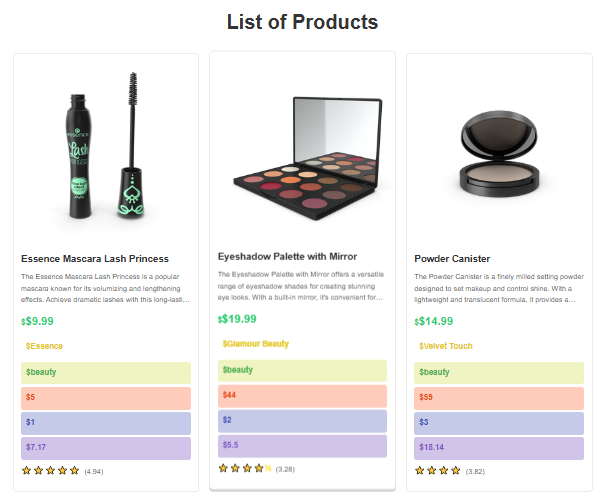 List of Products
essence
Lash
PRINCESS
Essence Mascara Lash Princess
The Essence Mascara Lash Princess is a popular
mascara known for its volumizing and lengthening
effects. Achieve dramatic lashes with this long-lasti...
$$9.99
$Essence
$beauty
$5
$1
$7.17
(4.94)
Eyeshadow Palette with Mirror
The Eyeshadow Palette with Mirror offers a versatile
range of eyeshadow shades for creating stunning
eye looks. With a built-in mirror, it's convenient for...
$$19.99
$Glamour Beauty
$beauty
$44
$2
$5.5
½ (3.28)
Powder Canister
The Powder Canister is a finely milled setting powder
designed to set makeup and control shine. With a
lightweight and translucent formula, it provides a...
$$14.99
$Velvet Touch
$beauty
$59
$3
$18.14
(3.82)